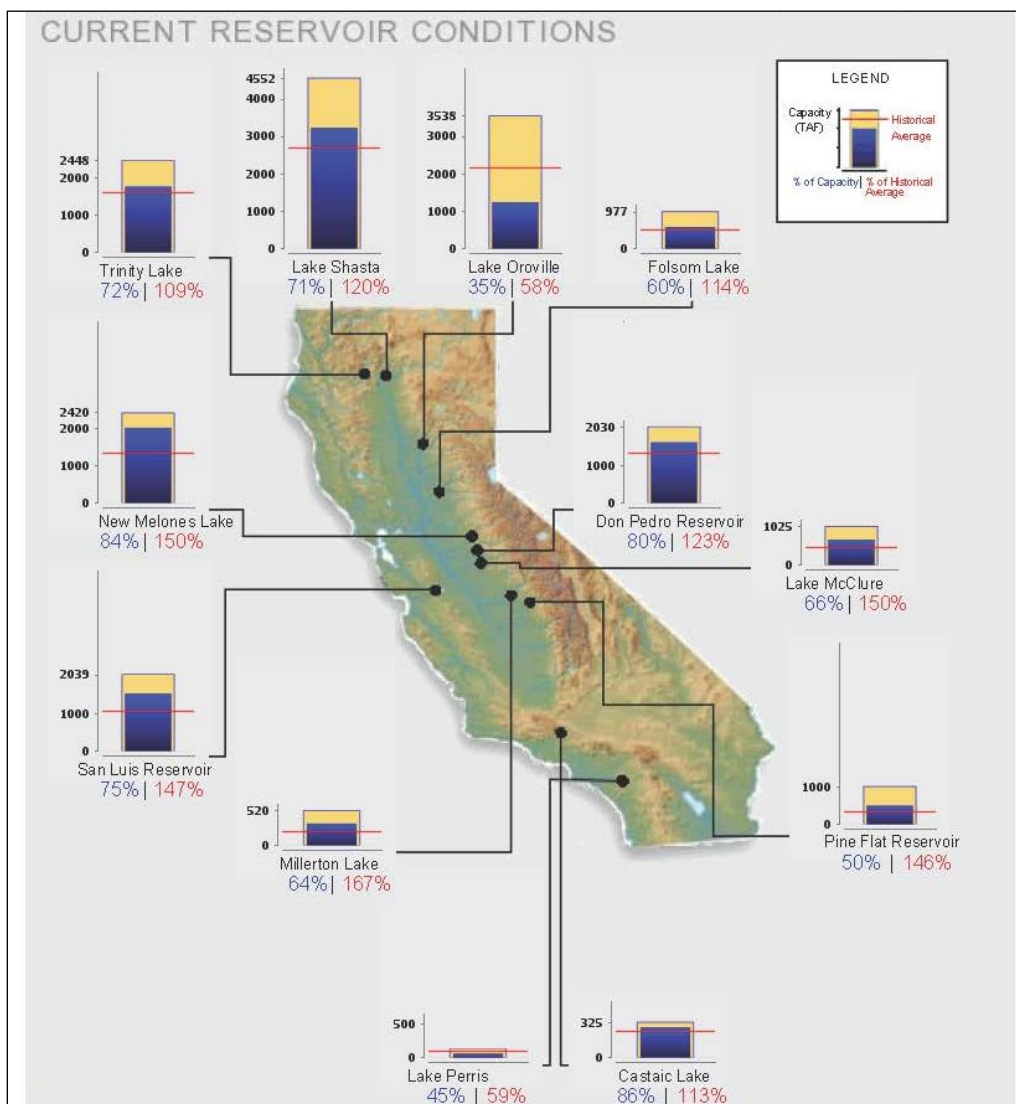 CURRENT RESERVOIR CONDITIONS
LEGEND
Capacity
(TAF)
Historical
Average
% of Capacity | % of Historical
Average
2448
2000
1000
0
Trinity Lake
72% | 109%
4552
4000
3000
2000
1000
0
Lake Shasta
71% | 120%
3538
3000
2000
1000
0
Lake Oroville
35% | 58%
977
0
Folsom Lake
60% | 114%
2420
2000
1000
0
New Melones Lake
84% | 150%
2030
1000
0
Don Pedro Reservoir
80% | 123%
1025
0
Lake McClure
66% | 150%
2039
1000
0
San Luis Reservoir
75% | 147%
520
0
Millerton Lake
64% | 167%
1000
0
Pine Flat Reservoir
50% | 146%
500
0
Lake Perris
45% | 59%
325
0
Castaic Lake
86% | 113%